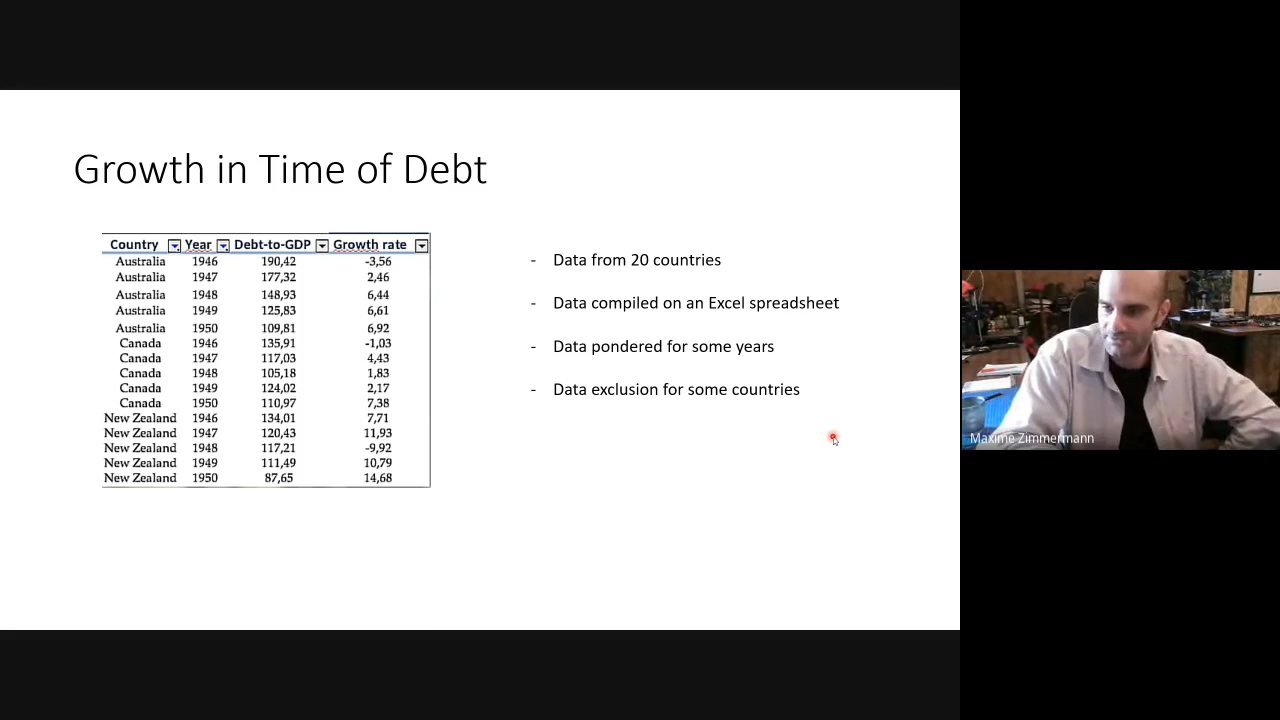 Growth in Time of Debt
Country Year Debt-to-GDP Growth rate
Australia 1946 190,42 -3,56
Australia 1947 177,32 2,46
Australia 1948 148,93 6,44
Australia 1949 125,83 6,61
Australia 1950 109,81 6,92
Canada 1946 135,91 -1,03
Canada 1947 117,03 4,43
Canada 1948 105,18 1,83
Canada 1949 124,02 2,17
Canada 1950 110,97 7,38
New Zealand 1946 134,01 7,71
New Zealand 1947 120,43 11,93
New Zealand 1948 117,21 -9,92
New Zealand 1949 111,49 10,79
New Zealand 1950 87,65 14,68
- Data from 20 countries
- Data compiled on an Excel spreadsheet
- Data pondered for some years
- Data exclusion for some countries
Maxime Zimmermann